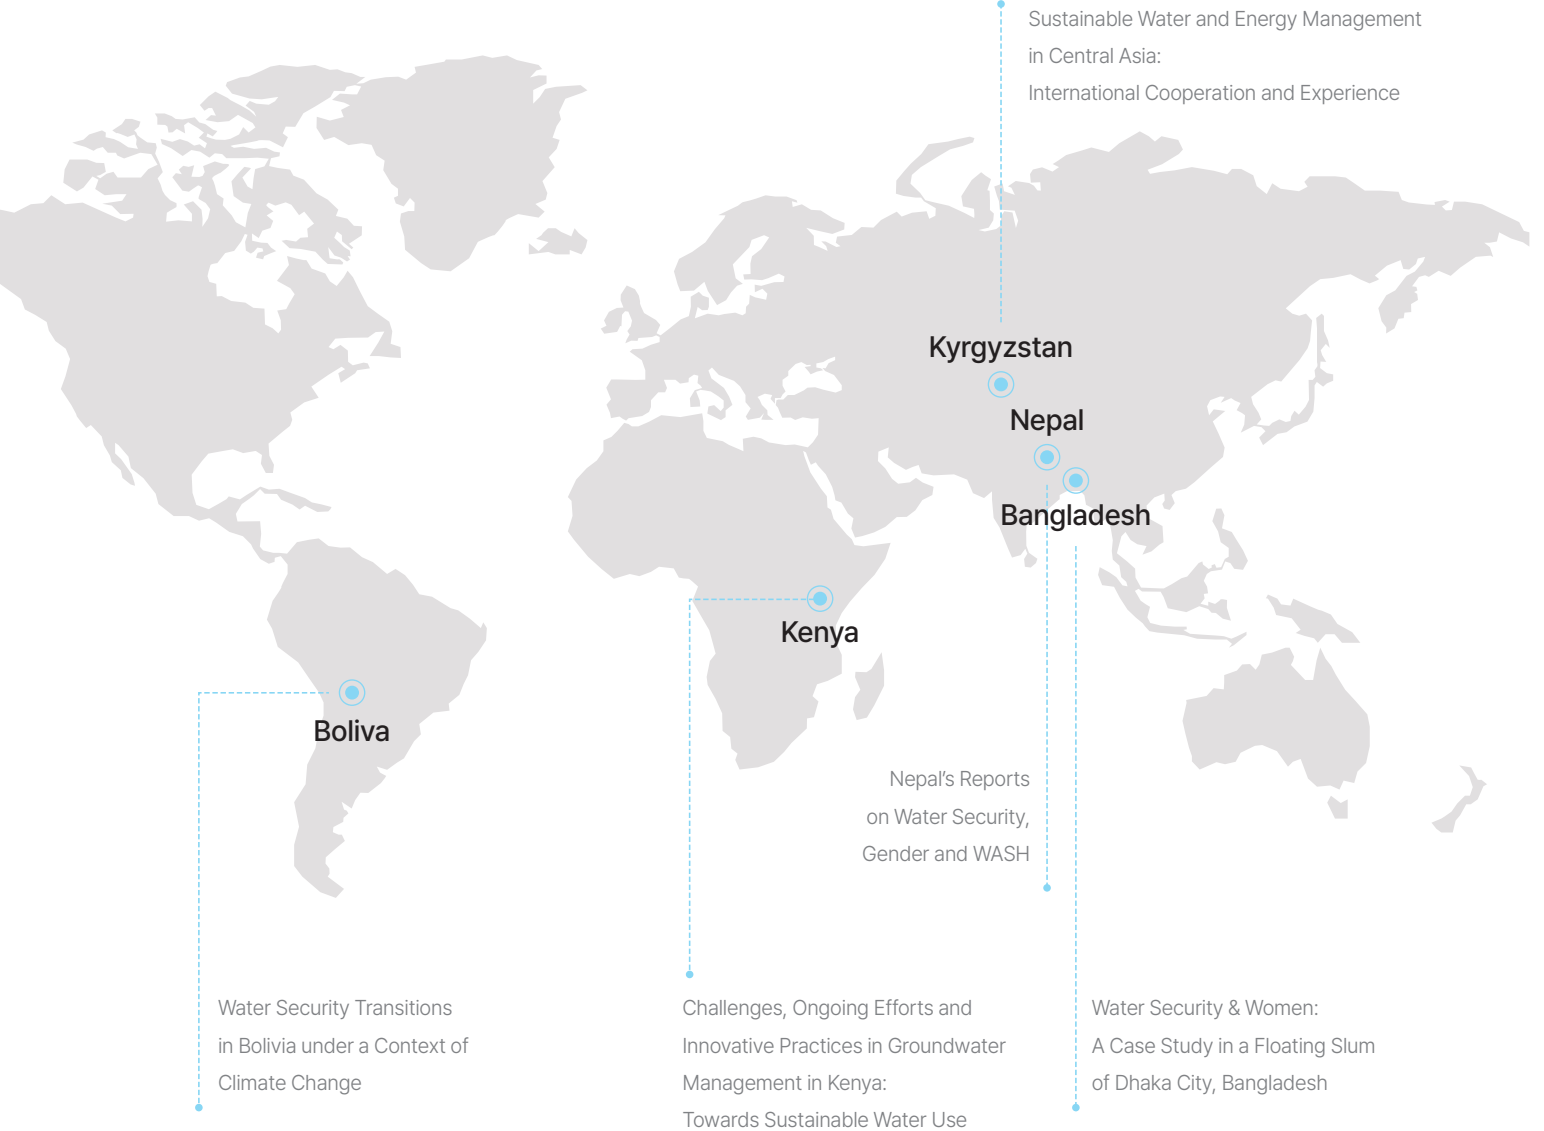 Sustainable Water and Energy Management
in Central Asia:
International Cooperation and Experience
Kyrgyzstan
Nepal
Bangladesh
Kenya
Boliva
Nepal's Reports
on Water Security,
Gender and WASH
Water Security Transitions
in Bolivia under a Context of
Climate Change
Challenges, Ongoing Efforts and
Innovative Practices in Groundwater
Management in Kenya:
Towards Sustainable Water Use
Water Security & Women:
A Case Study in a Floating Slum
of Dhaka City, Bangladesh